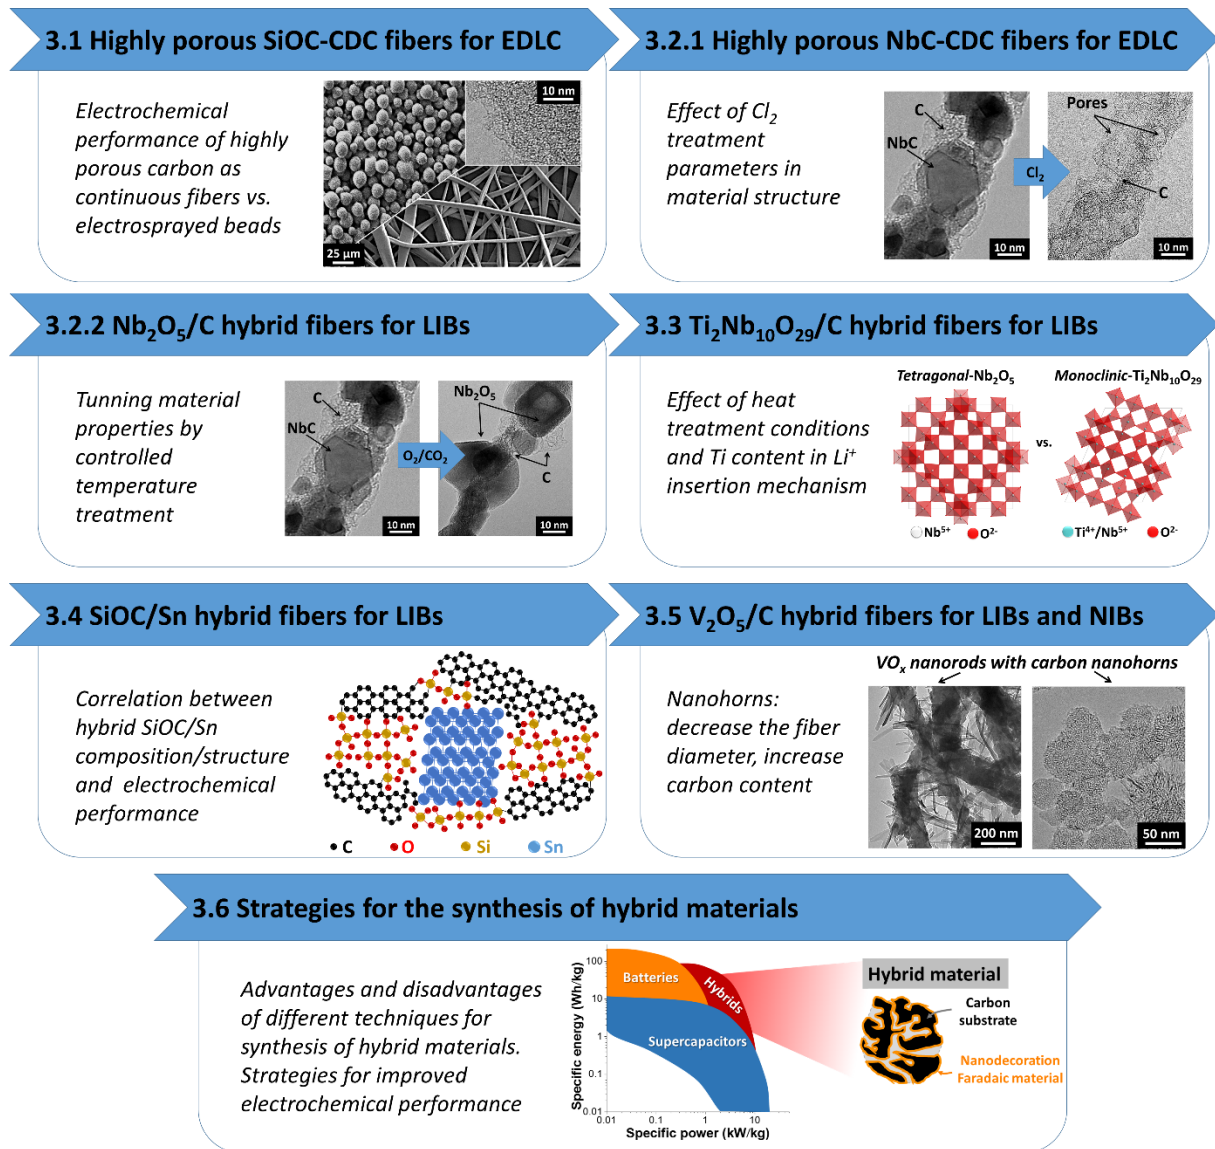 3.1 Highly porous SiOC-CDC fibers for EDLC
Electrochemical
performance of highly
porous carbon as
continuous fibers vs.
electrosprayed beads
10 nm
25 µm
3.2.1 Highly porous NbC-CDC fibers for EDLC
Effect of Cl₂
treatment
parameters in
material structure
C
NbC
10 nm
Cl₂
Pores
C
10 nm
3.2.2 Nb₂O₅/C hybrid fibers for LIBs
Tunning material
properties by
controlled
temperature
treatment
C
NbC
10 nm
O₂/CO₂
Nb₂O₅
C
10 nm
3.3 Ti₂Nb₁₀O₂₉/C hybrid fibers for LIBs
Effect of heat
treatment conditions
and Ti content in Li⁺
insertion mechanism
Tetragonal-Nb₂O₅
vs.
Monoclinic-Ti₂Nb₁₀O₂₉
Nb⁵⁺ O²⁻
Ti⁴⁺/Nb⁵⁺ O²⁻
3.4 SiOC/Sn hybrid fibers for LIBs
Correlation between
hybrid SiOC/Sn
composition/structure
and electrochemical
performance
C O Si Sn
3.5 V₂O₅/C hybrid fibers for LIBs and NIBs
VOₓ nanorods with carbon nanohorns
Nanohorns:
decrease the fiber
diameter, increase
carbon content
200 nm
50 nm
3.6 Strategies for the synthesis of hybrid materials
Advantages and disadvantages
of different techniques for
synthesis of hybrid materials.
Strategies for improved
electrochemical performance
Specific energy (Wh/kg)
100
10
1
0.1
0.01
Batteries
Hybrids
Supercapacitors
0.01 0.1 1 10
Specific power (kW/kg)
Hybrid material
Carbon
substrate
Nanodecoration
Faradaic material